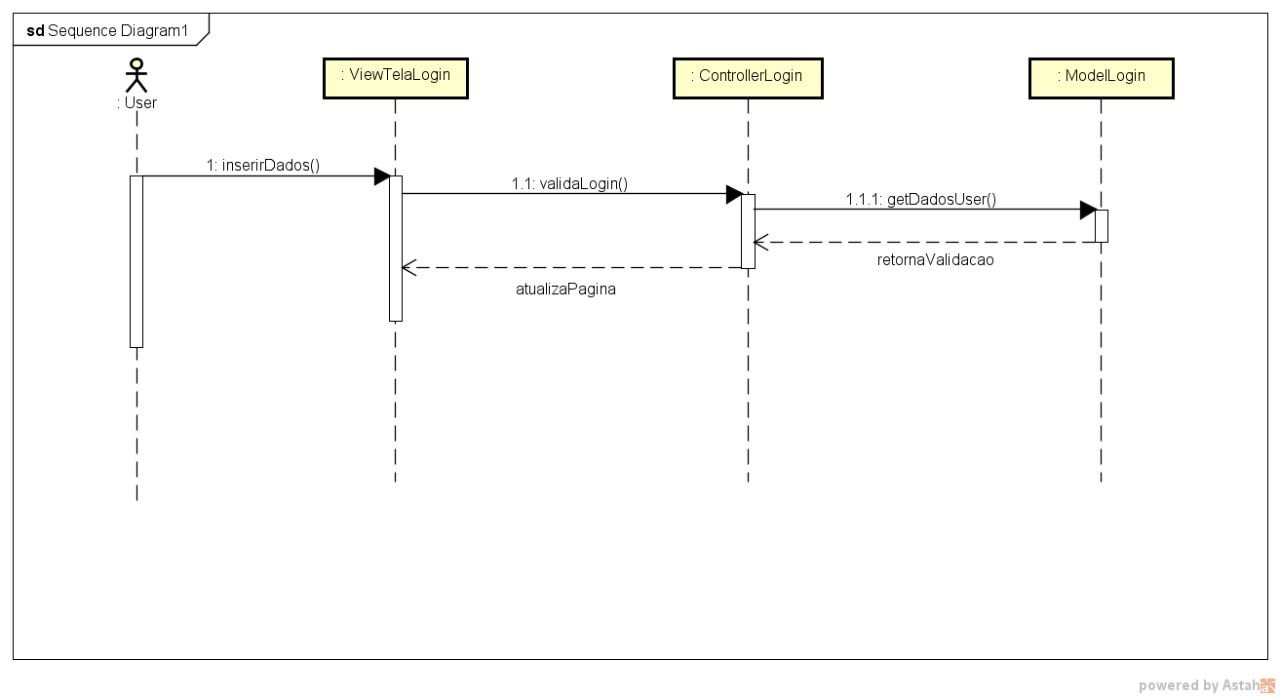 sd Sequence Diagram1
: User
: ViewTelaLogin
: ControllerLogin
: ModelLogin
1: inserirDados()
1.1: validaLogin()
1.1.1: getDadosUser()
retornaValidacao
atualizaPagina
powered by Astah